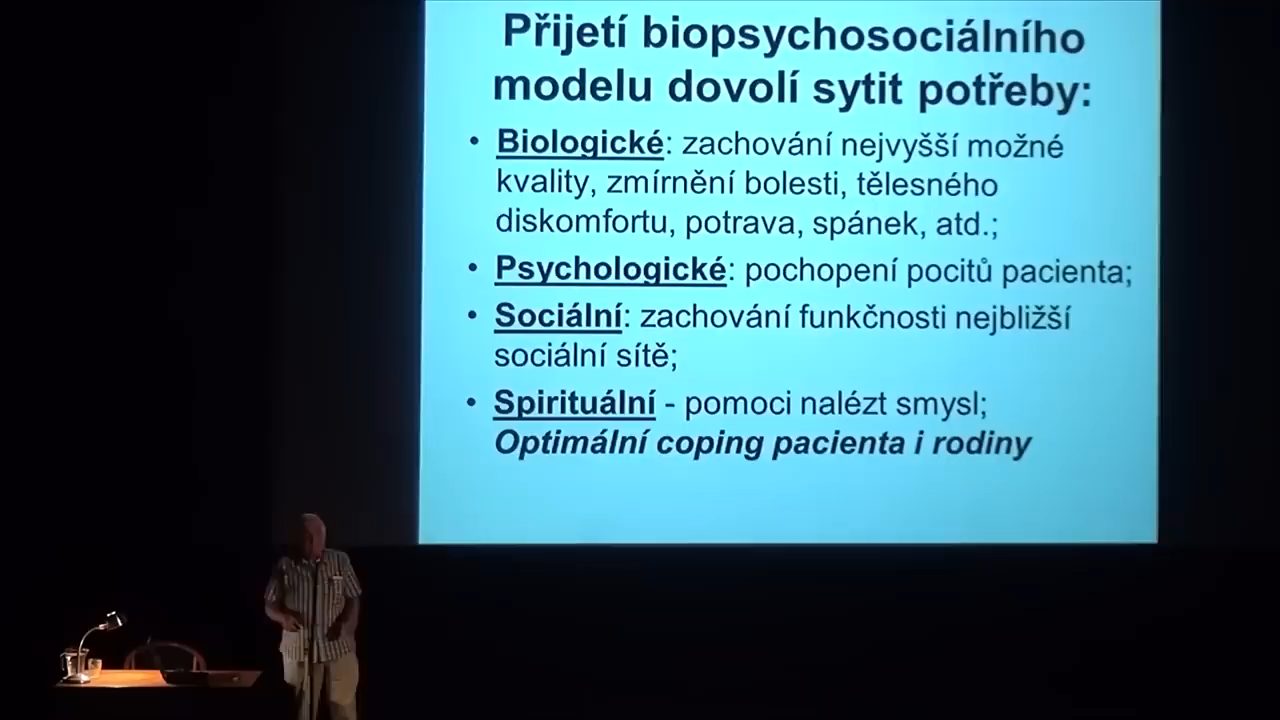 Přijetí biopsychosociálního
modelu dovolí sytit potřeby:
• Biologické: zachování nejvyšší možné
kvality, zmírnění bolesti, tělesného
diskomfortu, potrava, spánek, atd.;
• Psychologické: pochopení pocitů pacienta;
• Sociální: zachování funkčnosti nejbližší
sociální sítě;
• Spirituální - pomoci nalézt smysl;
Optimální coping pacienta i rodiny